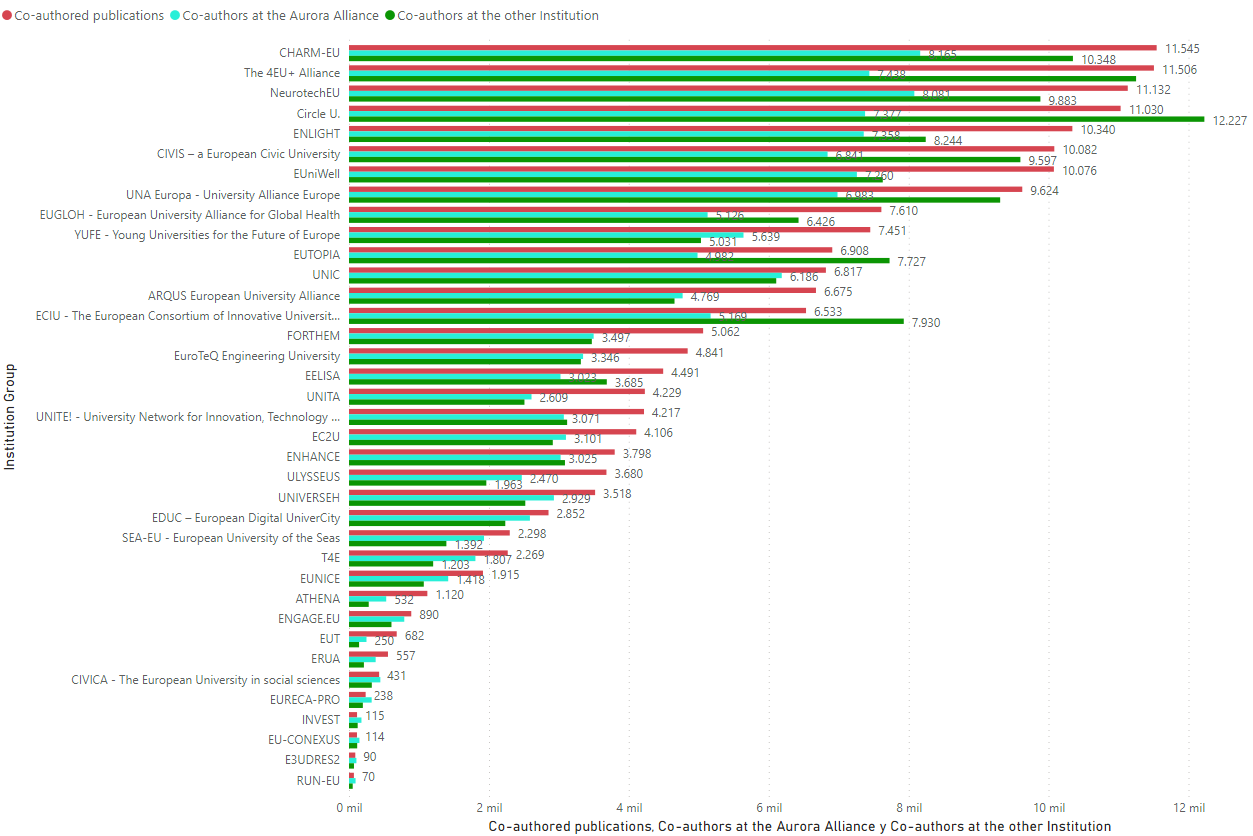 Co-authored publications Co-authors at the Aurora Alliance Co-authors at the other Institution
CHARM-EU 11.545
8.165
10.348
The 4EU+ Alliance 11.506
7.438
NeurotechEU 11.132
8.081
9.883
Circle U. 11.030
7.377
12.227
ENLIGHT 10.340
7.358
8.244
CIVIS – a European Civic University 10.082
6.841
9.597
EUniWell 10.076
7.260
UNA Europa - University Alliance Europe 9.624
6.983
EUGLOH - European University Alliance for Global Health 7.610
5.126
6.426
YUFE - Young Universities for the Future of Europe 7.451
5.639
5.031
EUTOPIA 6.908
4.982
7.727
UNIC 6.817
6.186
ARQUS European University Alliance 6.675
4.769
ECIU - The European Consortium of Innovative Universit... 6.533
5.169
7.930
FORTHEM 5.062
3.497
EuroTeQ Engineering University 4.841
3.346
EELISA 4.491
3.023
3.685
UNITA 4.229
2.609
UNITE! - University Network for Innovation, Technology ... 4.217
3.071
EC2U 4.106
3.101
ENHANCE 3.798
3.025
ULYSSEUS 3.680
2.470
1.963
UNIVERSEH 3.518
2.929
EDUC – European Digital UniverCity 2.852
SEA-EU - European University of the Seas 2.298
1.392
T4E 2.269
1.807
1.203
EUNICE 1.915
1.418
ATHENA 1.120
532
ENGAGE.EU 890
EUT 682
250
ERUA 557
CIVICA - The European University in social sciences 431
EURECA-PRO 238
INVEST 115
EU-CONEXUS 114
E3UDRES2 90
RUN-EU 70
0 mil 2 mil 4 mil 6 mil 8 mil 10 mil 12 mil
Co-authored publications, Co-authors at the Aurora Alliance y Co-authors at the other Institution
Institution Group